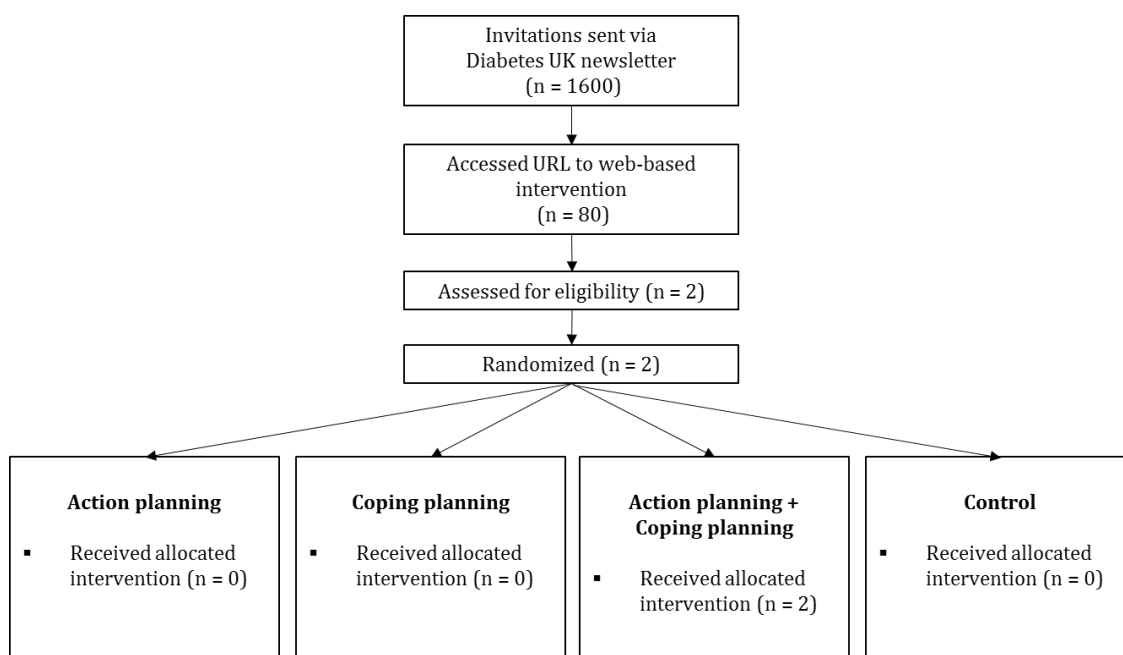 Invitations sent via
Diabetes UK newsletter
(n = 1600)
Accessed URL to web-based
intervention
(n = 80)
Assessed for eligibility (n = 2)
Randomized (n = 2)
Action planning
▪ Received allocated
intervention (n = 0)
Coping planning
▪ Received allocated
intervention (n = 0)
Action planning +
Coping planning
▪ Received allocated
intervention (n = 2)
Control
▪ Received allocated
intervention (n = 0)